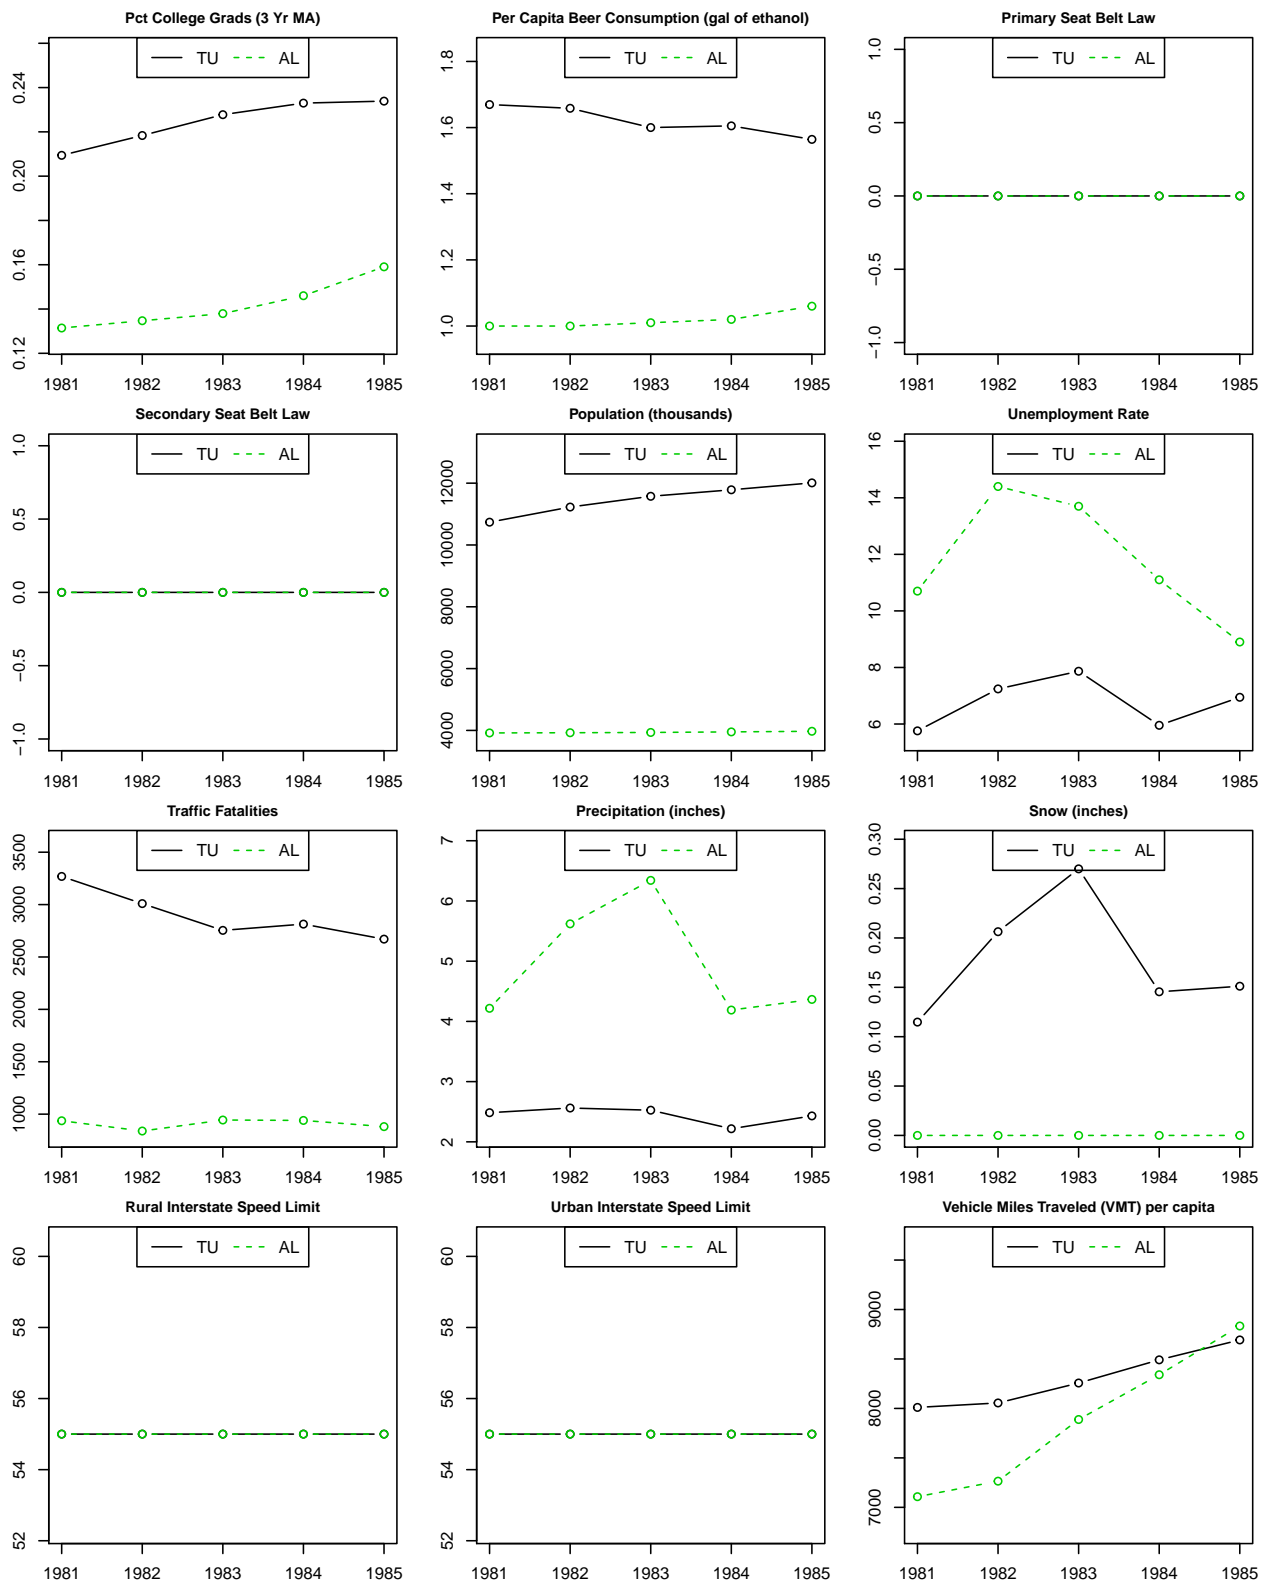 Pct College Grads (3 Yr MA)
TU AL
0.12 0.16 0.20 0.24
1981 1982 1983 1984 1985
Per Capita Beer Consumption (gal of ethanol)
TU AL
1.0 1.2 1.4 1.6 1.8
1981 1982 1983 1984 1985
Primary Seat Belt Law
TU AL
−1.0 −0.5 0.0 0.5 1.0
1981 1982 1983 1984 1985
Secondary Seat Belt Law
TU AL
−1.0 −0.5 0.0 0.5 1.0
1981 1982 1983 1984 1985
Population (thousands)
TU AL
4000 6000 8000 10000 12000
1981 1982 1983 1984 1985
Unemployment Rate
TU AL
6 8 10 12 14 16
1981 1982 1983 1984 1985
Traffic Fatalities
TU AL
1000 1500 2000 2500 3000 3500
1981 1982 1983 1984 1985
Precipitation (inches)
TU AL
2 3 4 5 6 7
1981 1982 1983 1984 1985
Snow (inches)
TU AL
0.00 0.05 0.10 0.15 0.20 0.25 0.30
1981 1982 1983 1984 1985
Rural Interstate Speed Limit
TU AL
52 54 56 58 60
1981 1982 1983 1984 1985
Urban Interstate Speed Limit
TU AL
52 54 56 58 60
1981 1982 1983 1984 1985
Vehicle Miles Traveled (VMT) per capita
TU AL
7000 8000 9000
1981 1982 1983 1984 1985